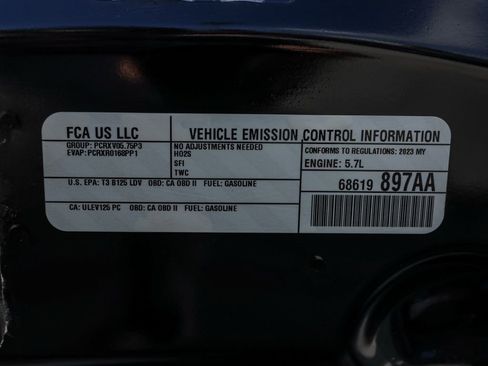 FCA US LLC
VEHICLE EMISSION CONTROL INFORMATION
GROUP: PCRXV05.75P3
EVAP: PCRXR0168PP1
NO ADJUSTMENTS NEEDED
HO2S
SFI
TWC
CONFORMS TO REGULATIONS: 2023 MY
ENGINE: 5.7L
68619 897AA
U.S. EPA: T3 B125 LDV OBD: CA OBD II FUEL: GASOLINE
CA: ULEV125 PC OBD: CA OBD II FUEL: GASOLINE